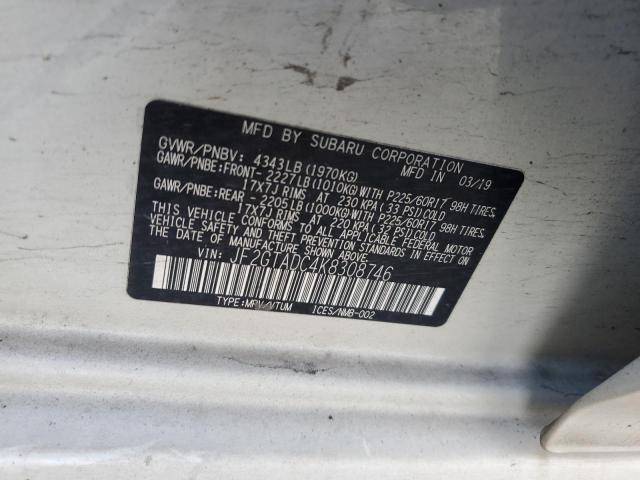 MFD BY SUBARU CORPORATION
GVWR/PNBV: 4343LB(1970KG) MFD IN 03/19
GAWR/PNBE:FRONT-2227LB(1010KG)WITH P225/60R17 98H TIRES,
17X7J RIMS AT 230 KPA(33 PSI)COLD
GAWR/PNBE:REAR -2205LB(1000KG)WITH P225/60R17 98H TIRES,
17X7J RIMS AT 220 KPA(32 PSI)COLD
THIS VEHICLE CONFORMS TO ALL APPLICABLE FEDERAL MOTOR
VEHICLE SAFETY AND THEFT PREVENTION STANDARDS IN EFFECT
ON THE DATE OF MANUFACTURE SHOWN ABOVE.
VIN: JF2GTADC4K8308746
TYPE:MPV/VTUM ICES/NMB-002